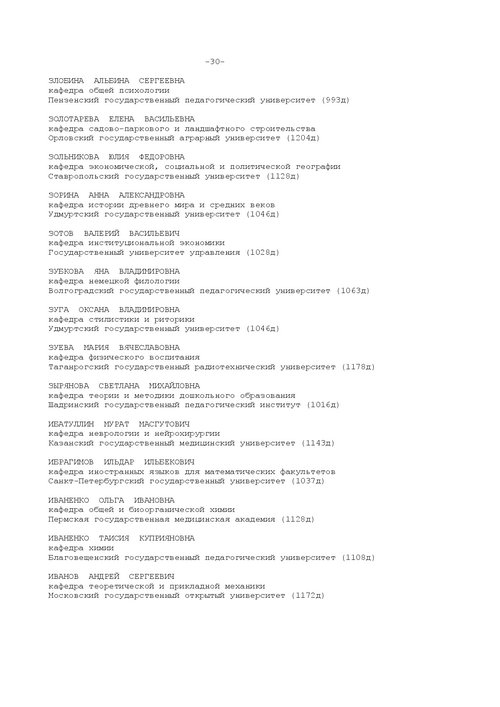 -30-
ЗЛОБИНА АЛЬБИНА СЕРГЕЕВНА
кафедра общей психологии
Пензенский государственный педагогический университет (993д)
ЗОЛОТАРЕВА ЕЛЕНА ВАСИЛЬЕВНА
кафедра садово-паркового и ландшафтного строительства
Орловский государственный аграрный университет (1204д)
ЗОЛЬНИКОВА ЮЛИЯ ФЕДОРОВНА
кафедра экономической, социальной и политической географии
Ставропольский государственный университет (1128д)
ЗОРИНА АННА АЛЕКСАНДРОВНА
кафедра истории древнего мира и средних веков
Удмуртский государственный университет (1046д)
ЗОТОВ ВАЛЕРИЙ ВАСИЛЬЕВИЧ
кафедра институциональной экономики
Государственный университет управления (1028д)
ЗУБКОВА ЯНА ВЛАДИМИРОВНА
кафедра немецкой филологии
Волгоградский государственный педагогический университет (1063д)
ЗУГА ОКСАНА ВЛАДИМИРОВНА
кафедра стилистики и риторики
Удмуртский государственный университет (1046д)
ЗУЕВА МАРИЯ ВЯЧЕСЛАВОВНА
кафедра физического воспитания
Таганрогский государственный радиотехнический университет (1178д)
ЗЫРЯНОВА СВЕТЛАНА МИХАЙЛОВНА
кафедра теории и методики дошкольного образования
Шадринский государственный педагогический институт (1016д)
ИБАТУЛЛИН МУРАТ МАСГУТОВИЧ
кафедра неврологии и нейрохирургии
Казанский государственный медицинский университет (1143д)
ИБРАГИМОВ ИЛЬДАР ИЛЬБЕКОВИЧ
кафедра иностранных языков для математических факультетов
Санкт-Петербургский государственный университет (1037д)
ИВАНЕНКО ОЛЬГА ИВАНОВНА
кафедра общей и биоорганической химии
Пермская государственная медицинская академия (1128д)
ИВАНЕНКО ТАИСИЯ КУПРИЯНОВНА
кафедра химии
Благовещенский государственный педагогический университет (1108д)
ИВАНОВ АНДРЕЙ СЕРГЕЕВИЧ
кафедра теоретической и прикладной механики
Московский государственный открытый университет (1172д)